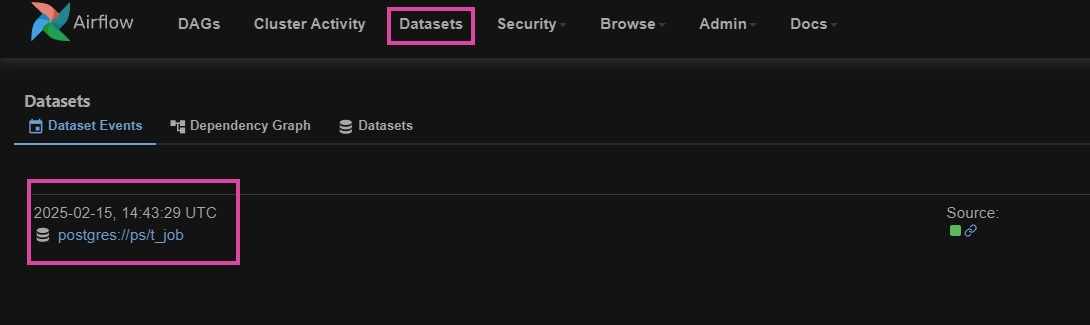 Airflow DAGs Cluster Activity Datasets Security Browse Admin Docs
Datasets
Dataset Events Dependency Graph Datasets
2025-02-15, 14:43:29 UTC Source:
postgres://ps/t_job